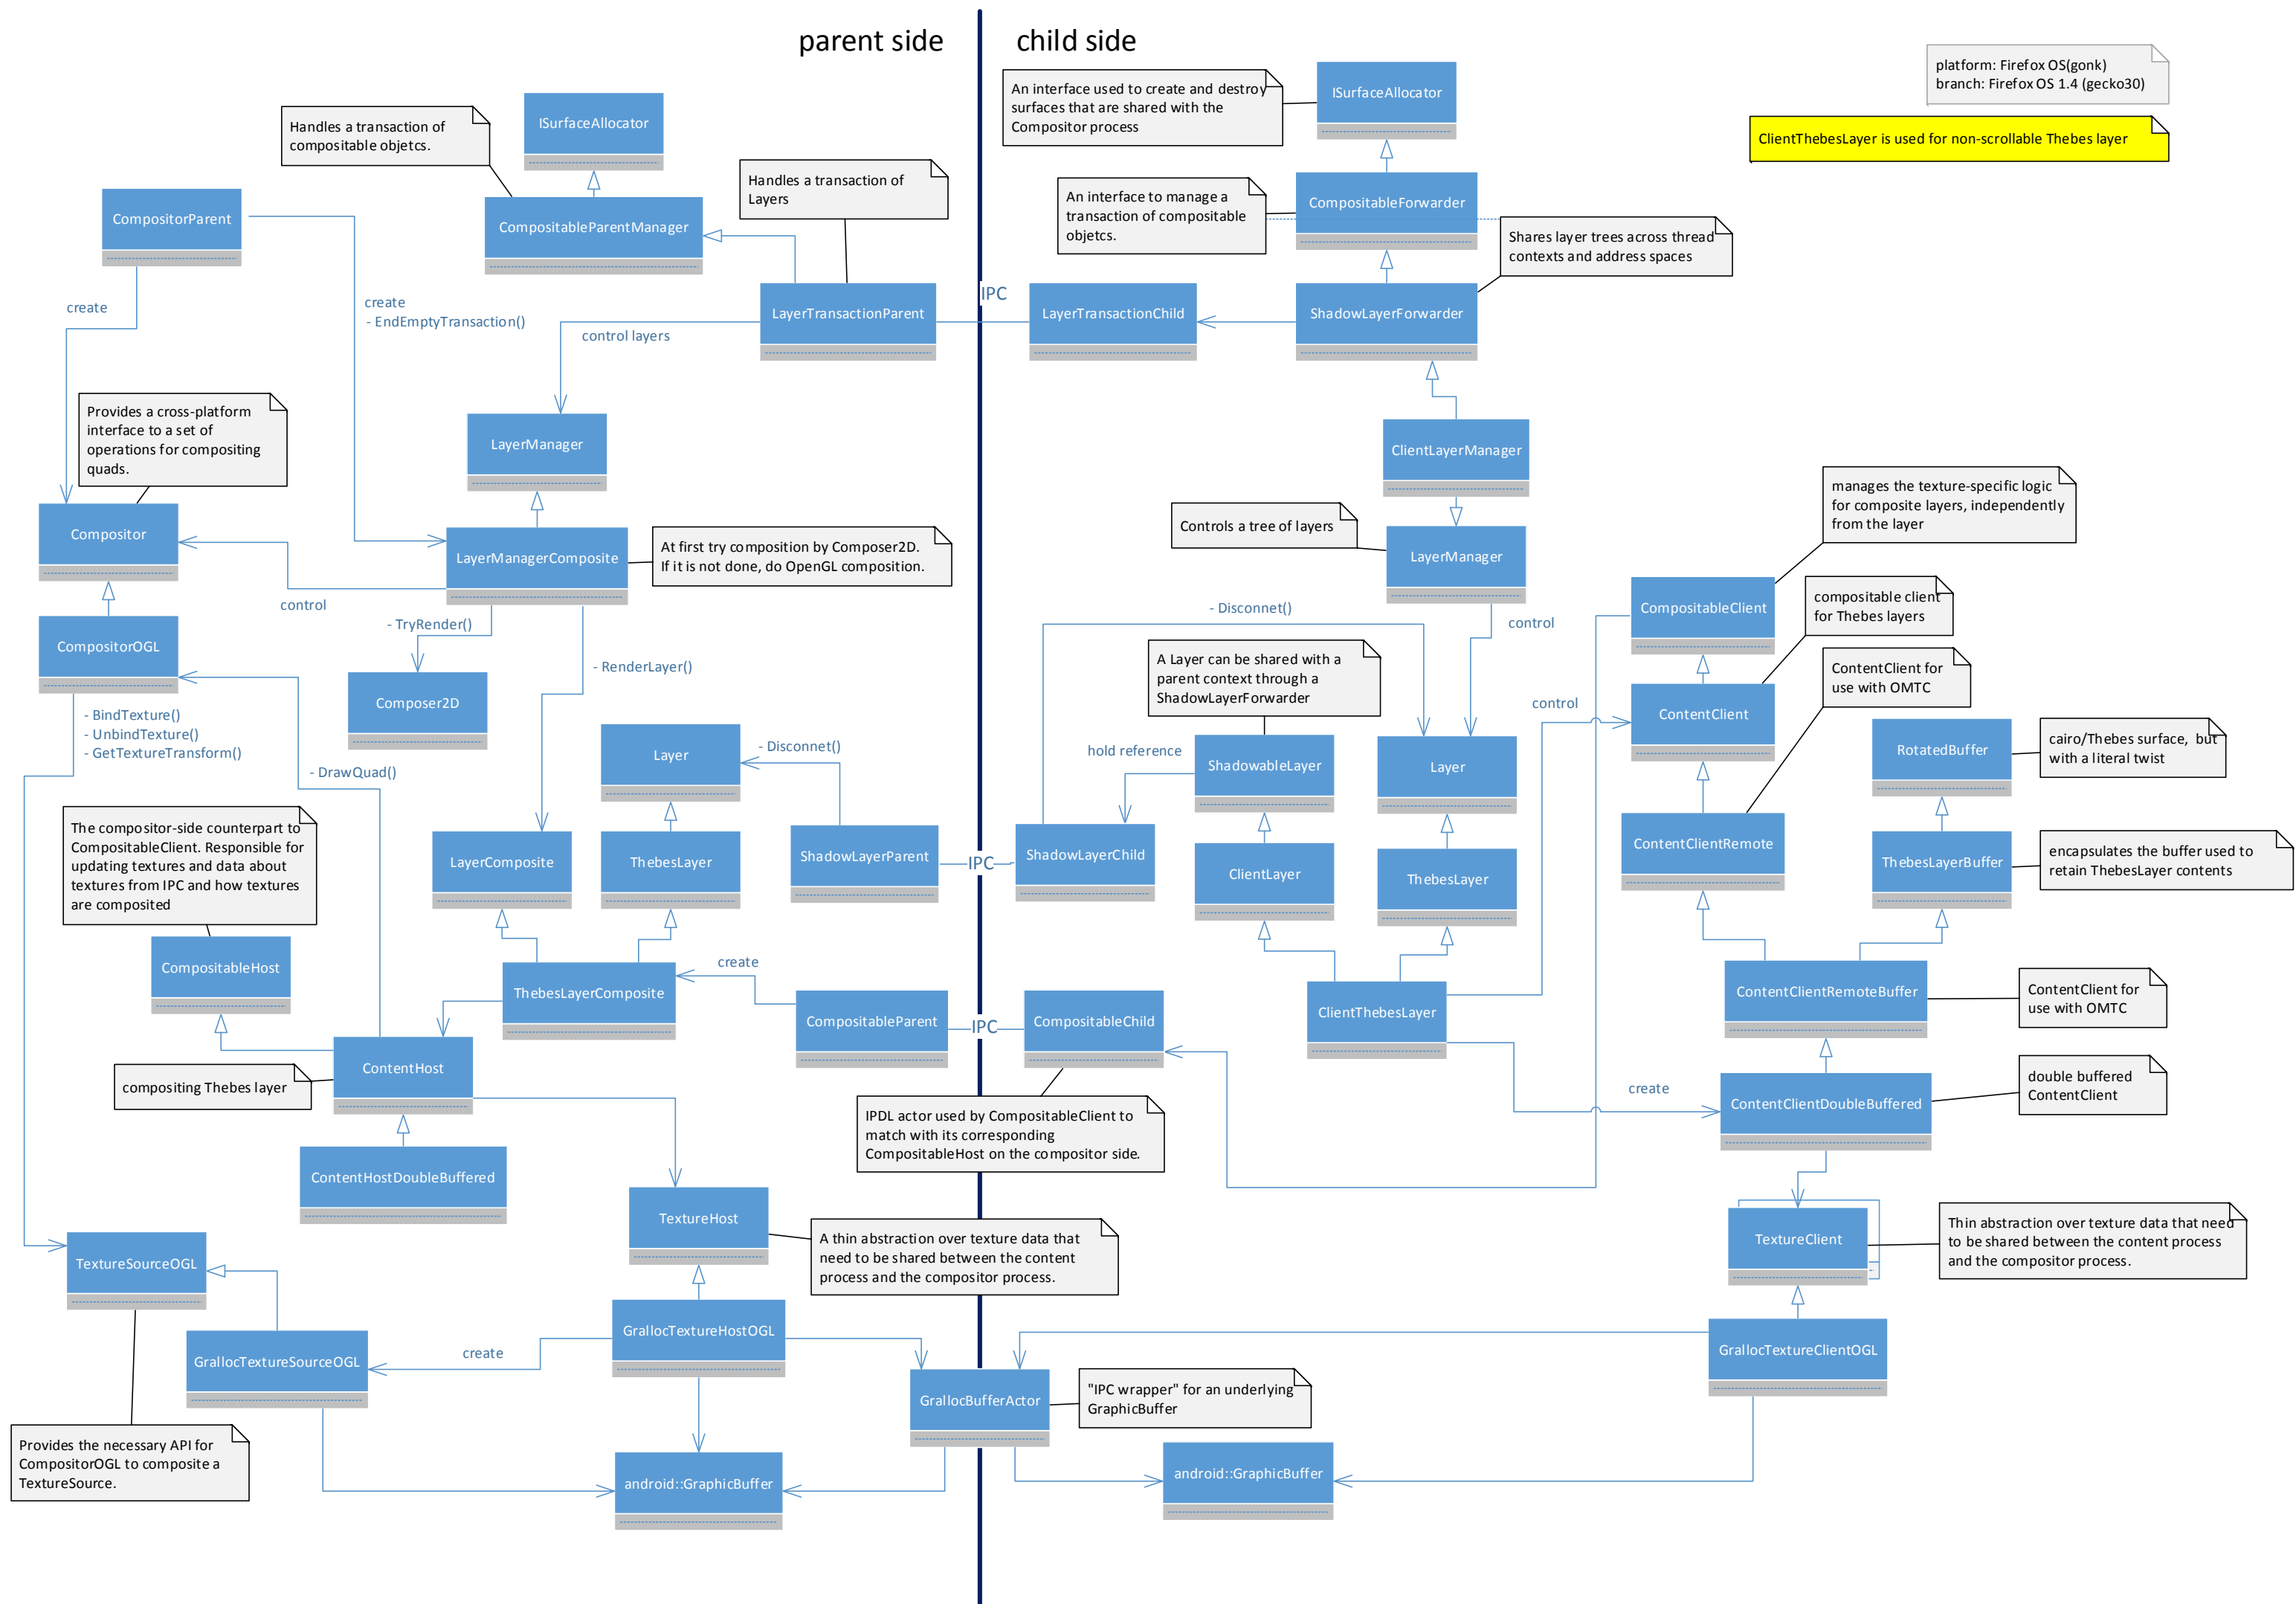 parent side
child side
platform: Firefox OS(gonk)
branch: Firefox OS 1.4 (gecko30)
ClientThebesLayer is used for non-scrollable Thebes layer
Handles a transaction of
compositable objetcs.
ISurfaceAllocator
CompositorParent
CompositableParentManager
Handles a transaction of
Layers
LayerTransactionParent
IPC
create
create
- EndEmptyTransaction()
control layers
LayerManager
Provides a cross-platform
interface to a set of
operations for compositing
quads.
Compositor
LayerManagerComposite
At first try composition by Composer2D.
If it is not done, do OpenGL composition.
control
CompositorOGL
- TryRender()
- RenderLayer()
Composer2D
- BindTexture()
- UnbindTexture()
- GetTextureTransform()
- DrawQuad()
Layer
- Disconnet()
The compositor-side counterpart to
CompositableClient. Responsible for
updating textures and data about
textures from IPC and how textures
are composited
LayerComposite
ThebesLayer
ShadowLayerParent
IPC
CompositableHost
ThebesLayerComposite
create
CompositableParent
IPC
ContentHost
compositing Thebes layer
ContentHostDoubleBuffered
TextureHost
A thin abstraction over texture data that
need to be shared between the content
process and the compositor process.
TextureSourceOGL
GrallocTextureSourceOGL
create
GrallocTextureHostOGL
Provides the necessary API for
CompositorOGL to composite a
TextureSource.
android::GraphicBuffer
GrallocBufferActor
"IPC wrapper" for an underlying
GraphicBuffer
android::GraphicBuffer
An interface used to create and destroy
surfaces that are shared with the
Compositor process
ISurfaceAllocator
An interface to manage a
transaction of compositable
objetcs.
CompositableForwarder
Shares layer trees across thread
contexts and address spaces
LayerTransactionChild
ShadowLayerForwarder
ClientLayerManager
Controls a tree of layers
LayerManager
- Disconnet()
control
A Layer can be shared with a
parent context through a
ShadowLayerForwarder
hold reference
ShadowableLayer
Layer
ShadowLayerChild
ClientLayer
ThebesLayer
CompositableChild
ClientThebesLayer
IPDL actor used by CompositableClient to
match with its corresponding
CompositableHost on the compositor side.
control
create
manages the texture-specific logic
for composite layers, independently
from the layer
CompositableClient
compositable client
for Thebes layers
ContentClient
ContentClient for
use with OMTC
RotatedBuffer
cairo/Thebes surface,  but
with a literal twist
ContentClientRemote
ThebesLayerBuffer
encapsulates the buffer used to
retain ThebesLayer contents
ContentClientRemoteBuffer
ContentClient for
use with OMTC
ContentClientDoubleBuffered
double buffered
ContentClient
TextureClient
Thin abstraction over texture data that need
to be shared between the content process
and the compositor process.
GrallocTextureClientOGL